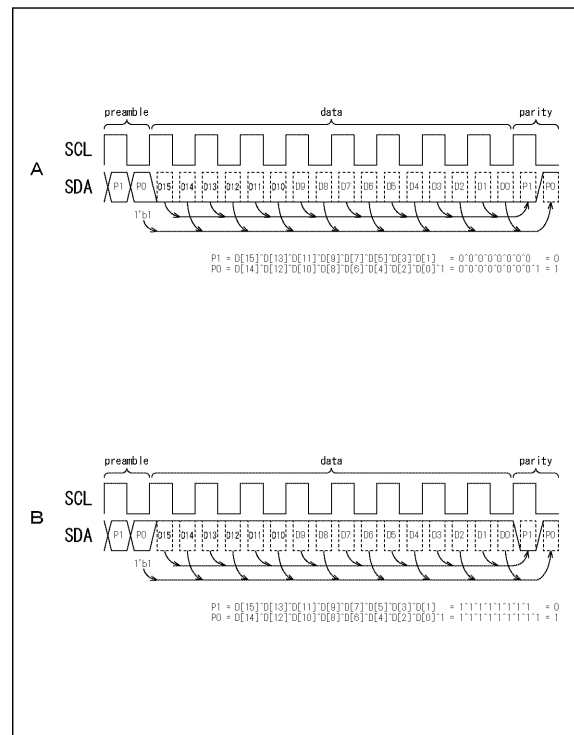 preamble data parity
SCL
A
SDA P1 P0 D15 D14 D13 D12 D11 D10 D9 D8 D7 D6 D5 D4 D3 D2 D1 D0 P1 P0
1'b1
P1 = D[15]^D[13]^D[11]^D[9]^D[7]^D[5]^D[3]^D[1] = 0^0^0^0^0^0^0^0 = 0
P0 = D[14]^D[12]^D[10]^D[8]^D[6]^D[4]^D[2]^D[0]^1 = 0^0^0^0^0^0^0^0^1 = 1
preamble data parity
SCL
B
SDA P1 P0 D15 D14 D13 D12 D11 D10 D9 D8 D7 D6 D5 D4 D3 D2 D1 D0 P1 P0
1'b1
P1 = D[15]^D[13]^D[11]^D[9]^D[7]^D[5]^D[3]^D[1] = 1^1^1^1^1^1^1^1 = 0
P0 = D[14]^D[12]^D[10]^D[8]^D[6]^D[4]^D[2]^D[0]^1 = 1^1^1^1^1^1^1^1^1 = 1